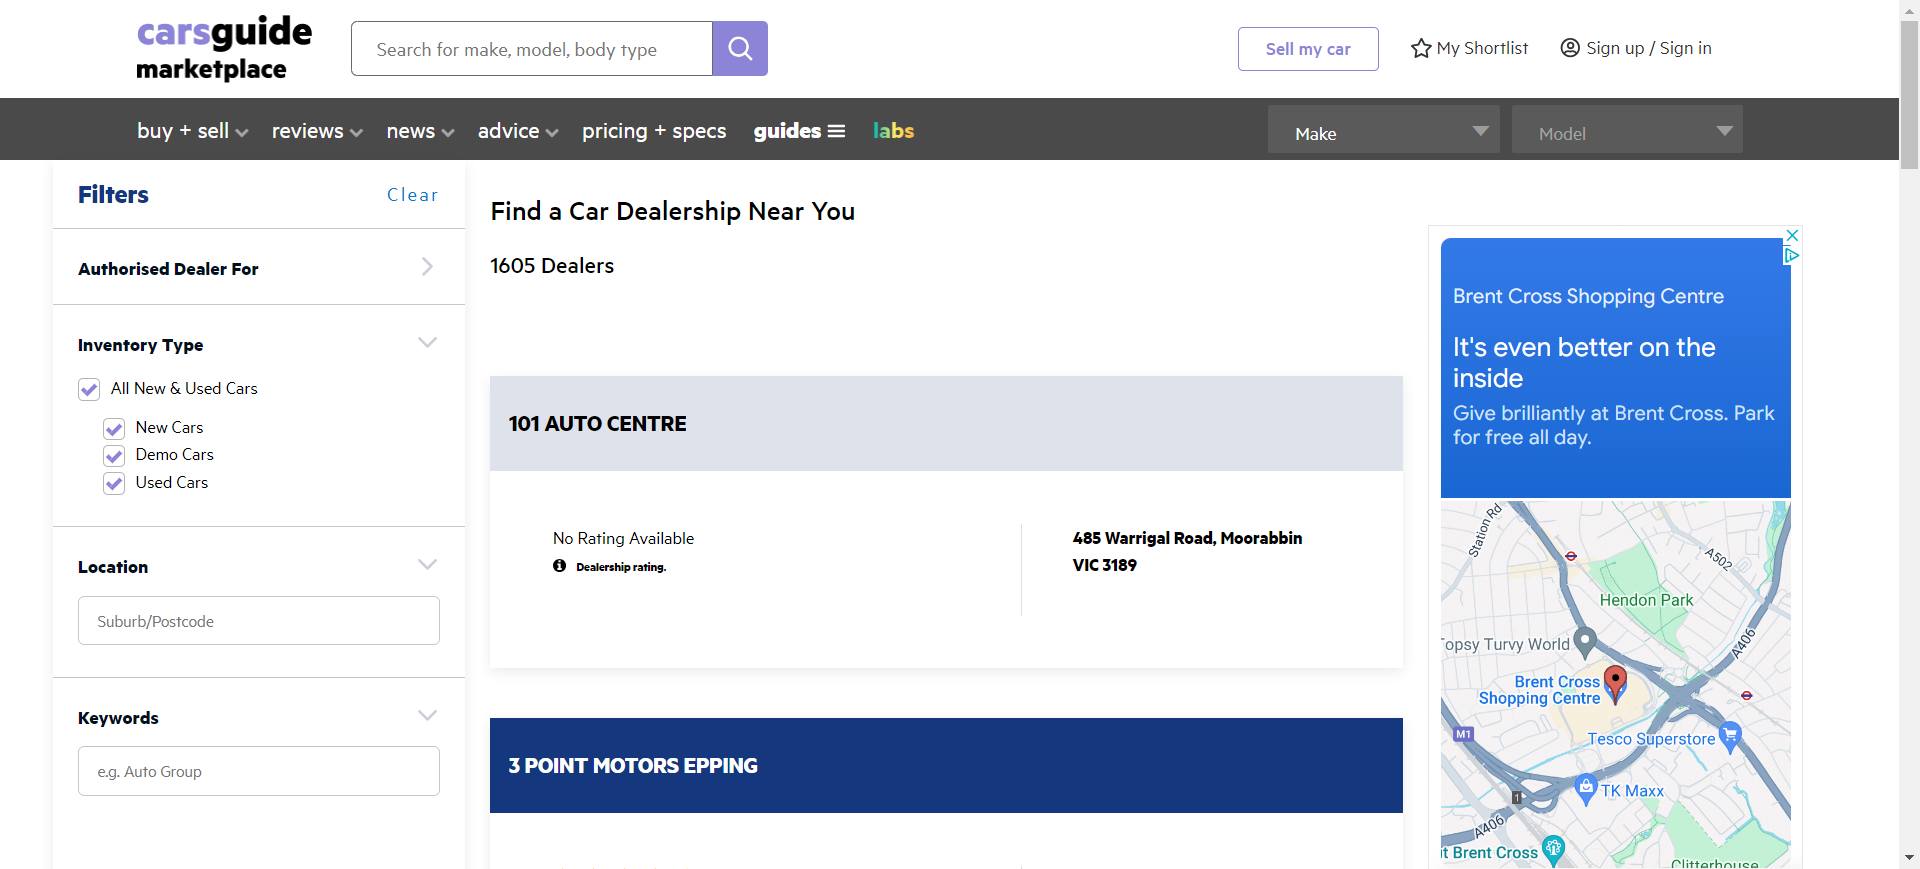 carsguide
marketplace
Search for make, model, body type
Sell my car
My Shortlist
Sign up / Sign in
buy + sell
reviews
news
advice
pricing + specs
guides
labs
Make
Model
Filters
Clear
Authorised Dealer For
Inventory Type
All New & Used Cars
New Cars
Demo Cars
Used Cars
Location
Suburb/Postcode
Keywords
e.g. Auto Group
Find a Car Dealership Near You
1605 Dealers
101 AUTO CENTRE
No Rating Available
Dealership rating.
485 Warrigal Road, Moorabbin
VIC 3189
3 POINT MOTORS EPPING
Brent Cross Shopping Centre
It's even better on the
inside
Give brilliantly at Brent Cross. Park
for free all day.
Station Rd
A502
Hendon Park
A406
Topsy Turvy World
Brent Cross
Shopping Centre
M1
Tesco Superstore
TK Maxx
1
A406
t Brent Cross
Clitterhouse